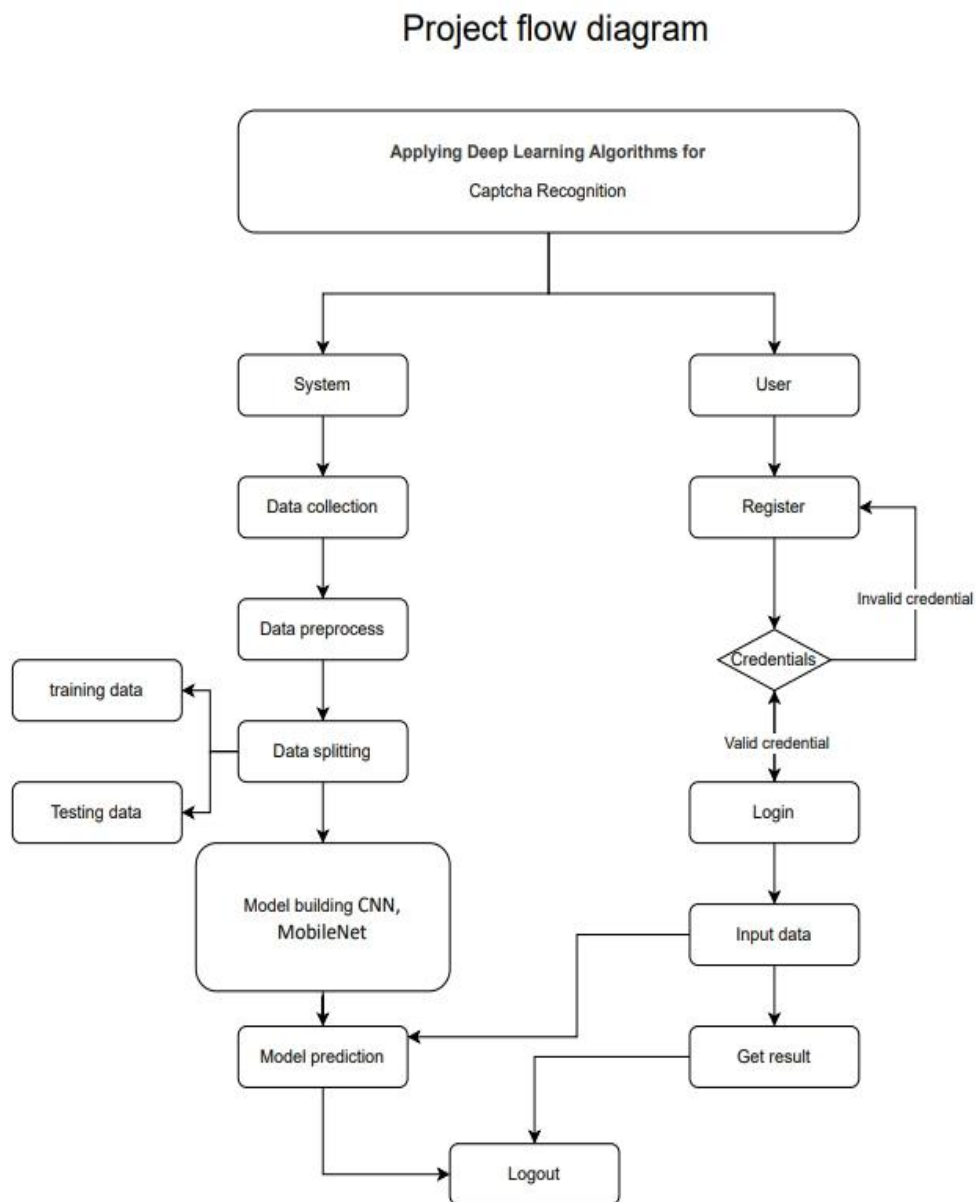 Project flow diagram
Applying Deep Learning Algorithms for
Captcha Recognition
System
User
Data collection
Register
Invalid credential
Data preprocess
Credentials
training data
Data splitting
Valid credential
Testing data
Login
Model building CNN,
MobileNet
Input data
Model prediction
Get result
Logout